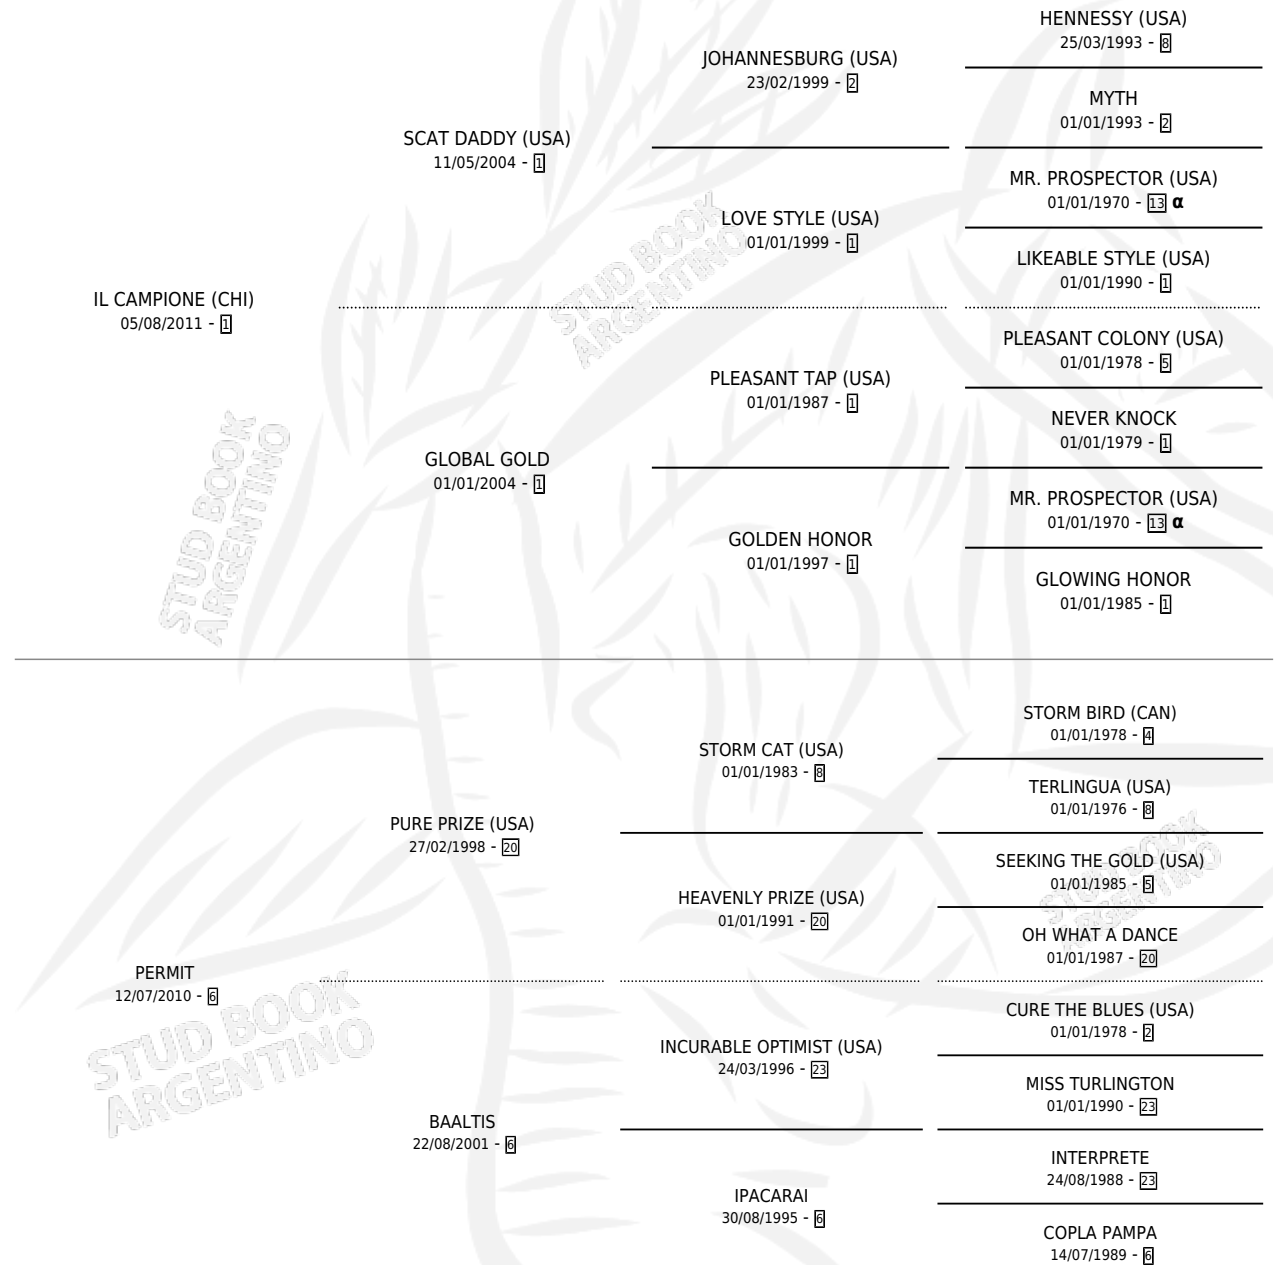 HENNESSY (USA)
25/03/1993 - 8
JOHANNESBURG (USA)
23/02/1999 - 2
MYTH
01/01/1993 - 2
SCAT DADDY (USA)
11/05/2004 - 1
MR. PROSPECTOR (USA)
01/01/1970 - 13 α
LOVE STYLE (USA)
01/01/1999 - 1
LIKEABLE STYLE (USA)
01/01/1990 - 1
STUD BOOK
ARGENTINO
IL CAMPIONE (CHI)
05/08/2011 - 1
PLEASANT COLONY (USA)
01/01/1978 - 5
PLEASANT TAP (USA)
01/01/1987 - 1
NEVER KNOCK
01/01/1979 - 1
GLOBAL GOLD
01/01/2004 - 1
MR. PROSPECTOR (USA)
01/01/1970 - 13 α
GOLDEN HONOR
01/01/1997 - 1
GLOWING HONOR
01/01/1985 - 1
STUD BOOK
ARGENTINO
STORM BIRD (CAN)
01/01/1978 - 4
STORM CAT (USA)
01/01/1983 - 8
TERLINGUA (USA)
01/01/1976 - 8
PURE PRIZE (USA)
27/02/1998 - 20
SEEKING THE GOLD (USA)
01/01/1985 - 5
HEAVENLY PRIZE (USA)
01/01/1991 - 20
OH WHAT A DANCE
01/01/1987 - 20
STUD BOOK
ARGENTINO
PERMIT
12/07/2010 - 6
CURE THE BLUES (USA)
01/01/1978 - 2
INCURABLE OPTIMIST (USA)
24/03/1996 - 23
MISS TURLINGTON
01/01/1990 - 23
BAALTIS
22/08/2001 - 6
INTERPRETE
24/08/1988 - 23
IPACARAI
30/08/1995 - 6
COPLA PAMPA
14/07/1989 - 6
STUD BOOK
ARGENTINO